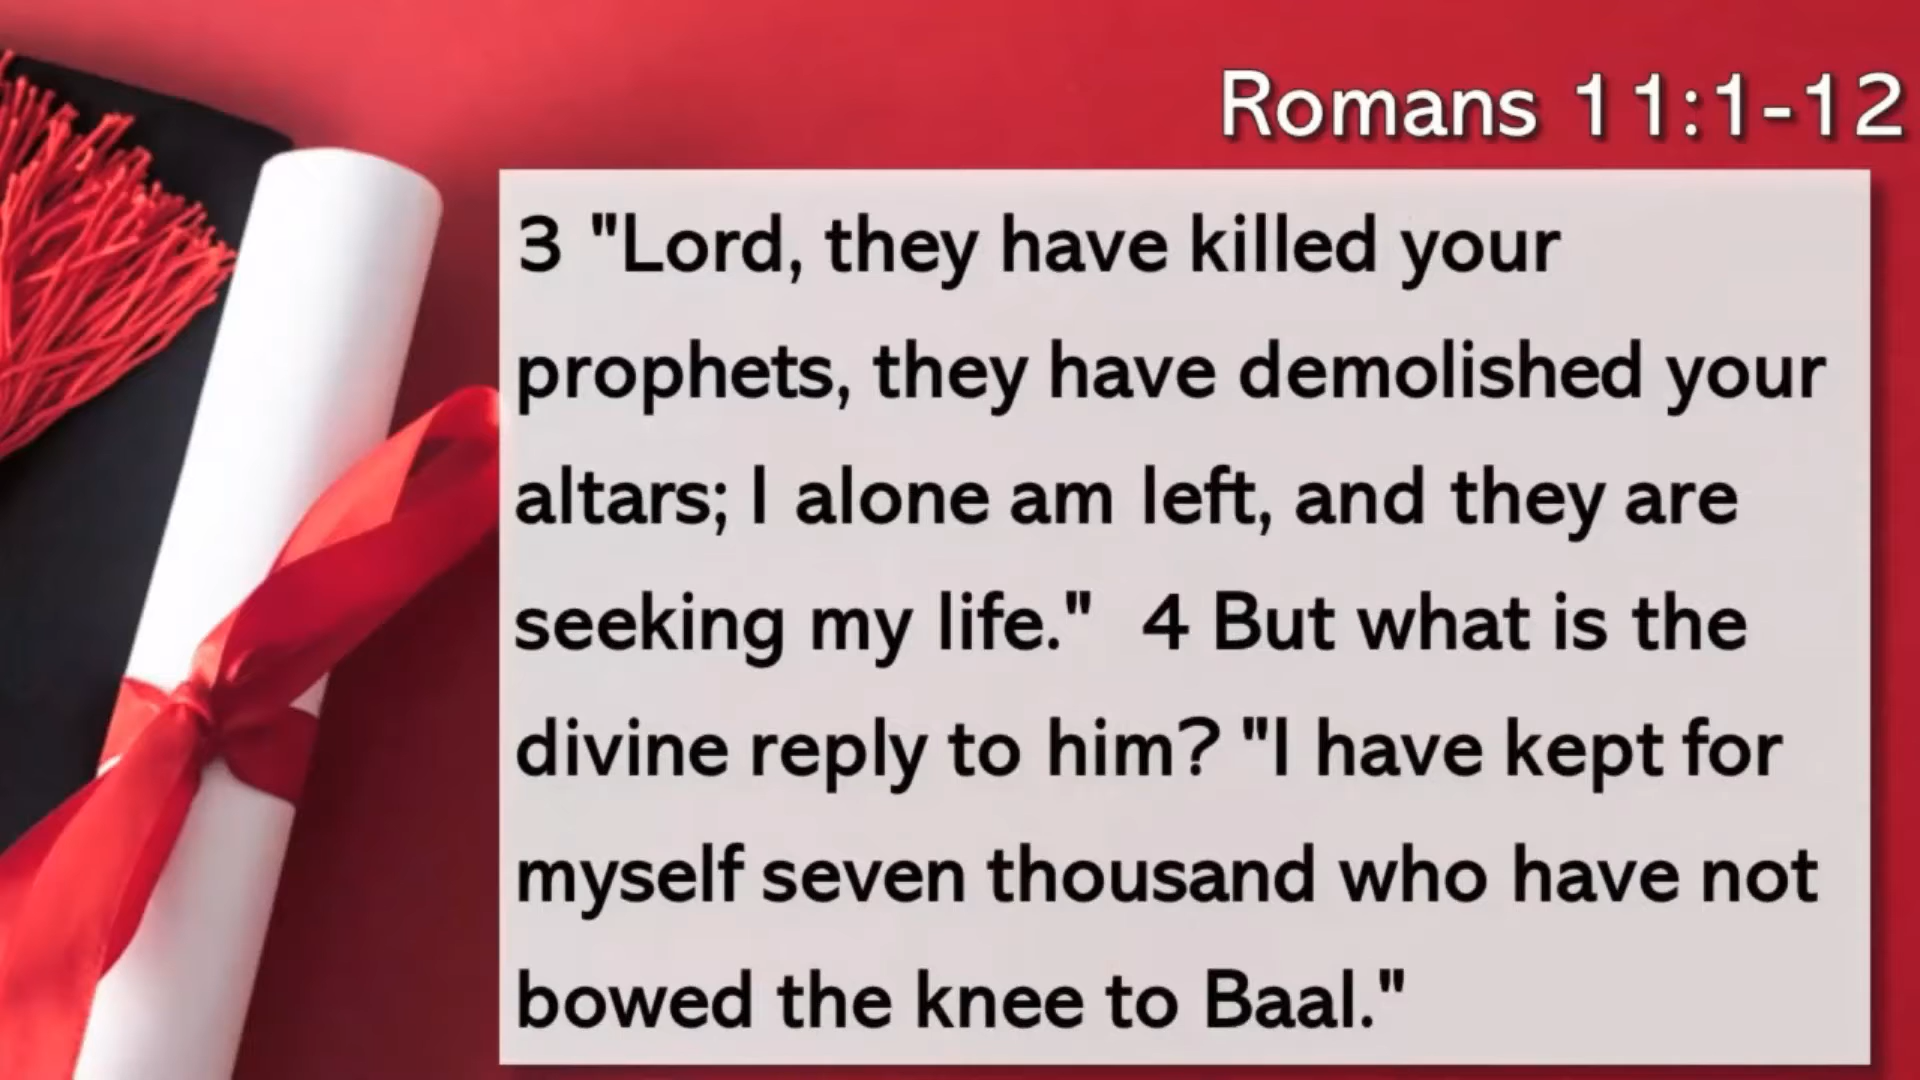 Romans 11:1-12
3 "Lord, they have killed your
prophets, they have demolished your
altars; I alone am left, and they are
seeking my life."  4 But what is the
divine reply to him? "I have kept for
myself seven thousand who have not
bowed the knee to Baal."